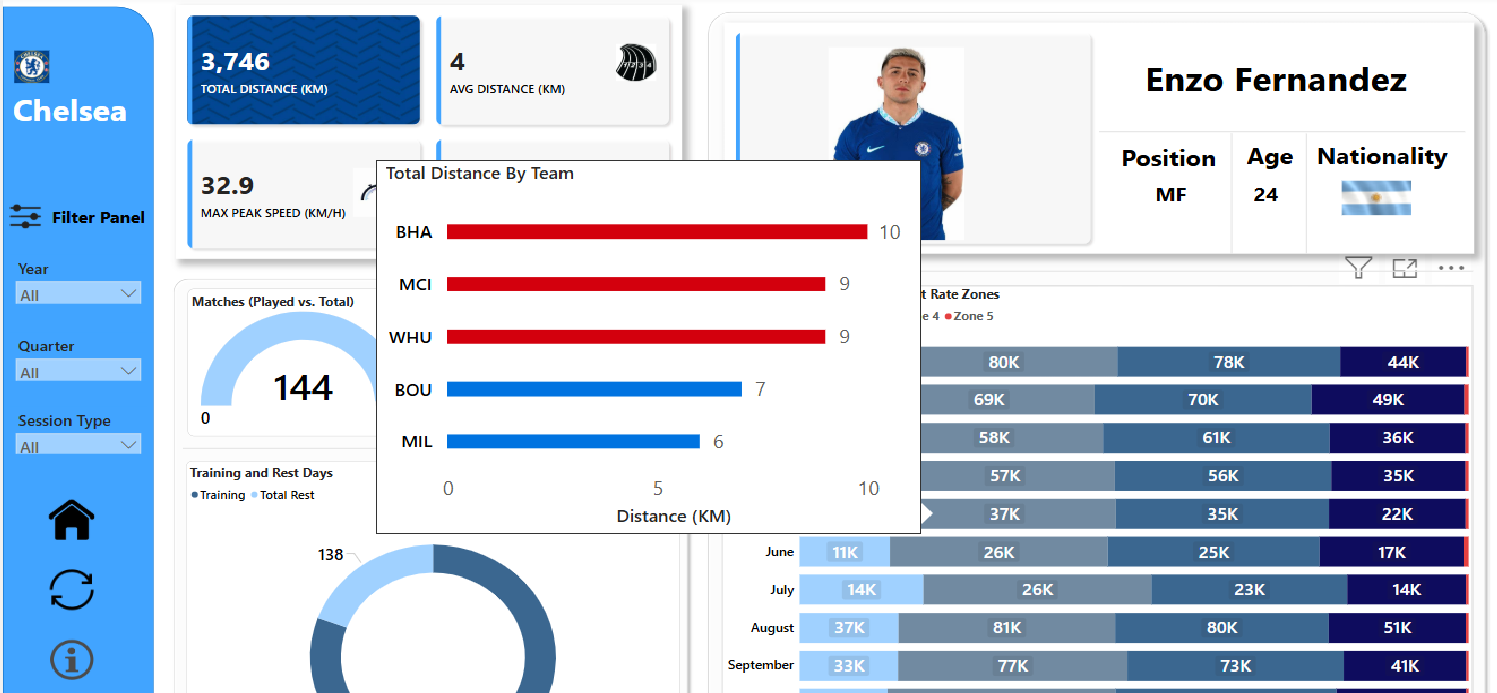 Chelsea
Filter Panel
Year
All
Quarter
All
Session Type
All
3,746
TOTAL DISTANCE (KM)
4
AVG DISTANCE (KM)
32.9
MAX PEAK SPEED (KM/H)
Enzo Fernandez
Position
MF
Age
24
Nationality
Matches (Played vs. Total)
144
0
Training and Rest Days
Training
Total Rest
138
Total Distance By Team
BHA 10
MCI 9
WHU 9
BOU 7
MIL 6
0 5 10
Distance (KM)
Rate Zones
4 Zone 5
80K 78K 44K
69K 70K 49K
58K 61K 36K
57K 56K 35K
37K 35K 22K
June 11K 26K 25K 17K
July 14K 26K 23K 14K
August 37K 81K 80K 51K
September 33K 77K 73K 41K